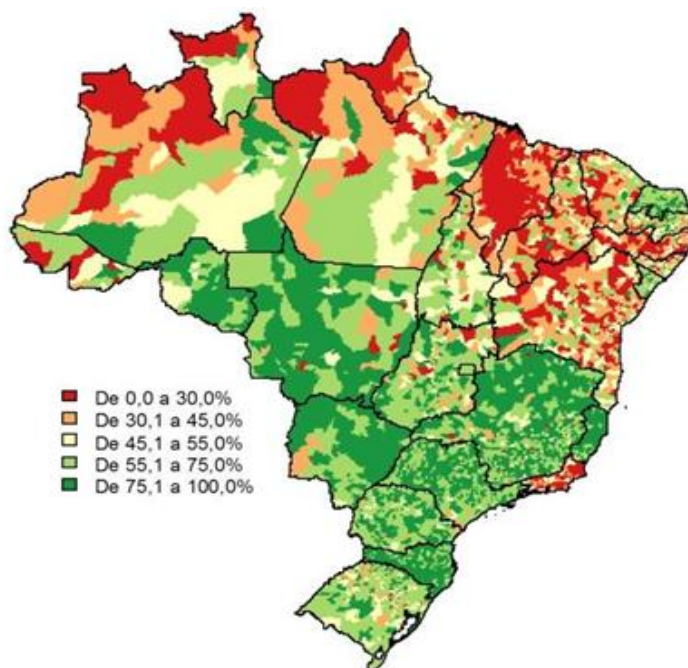 De 0,0 a 30,0%
De 30,1 a 45,0%
De 45,1 a 55,0%
De 55,1 a 75,0%
De 75,1 a 100,0%